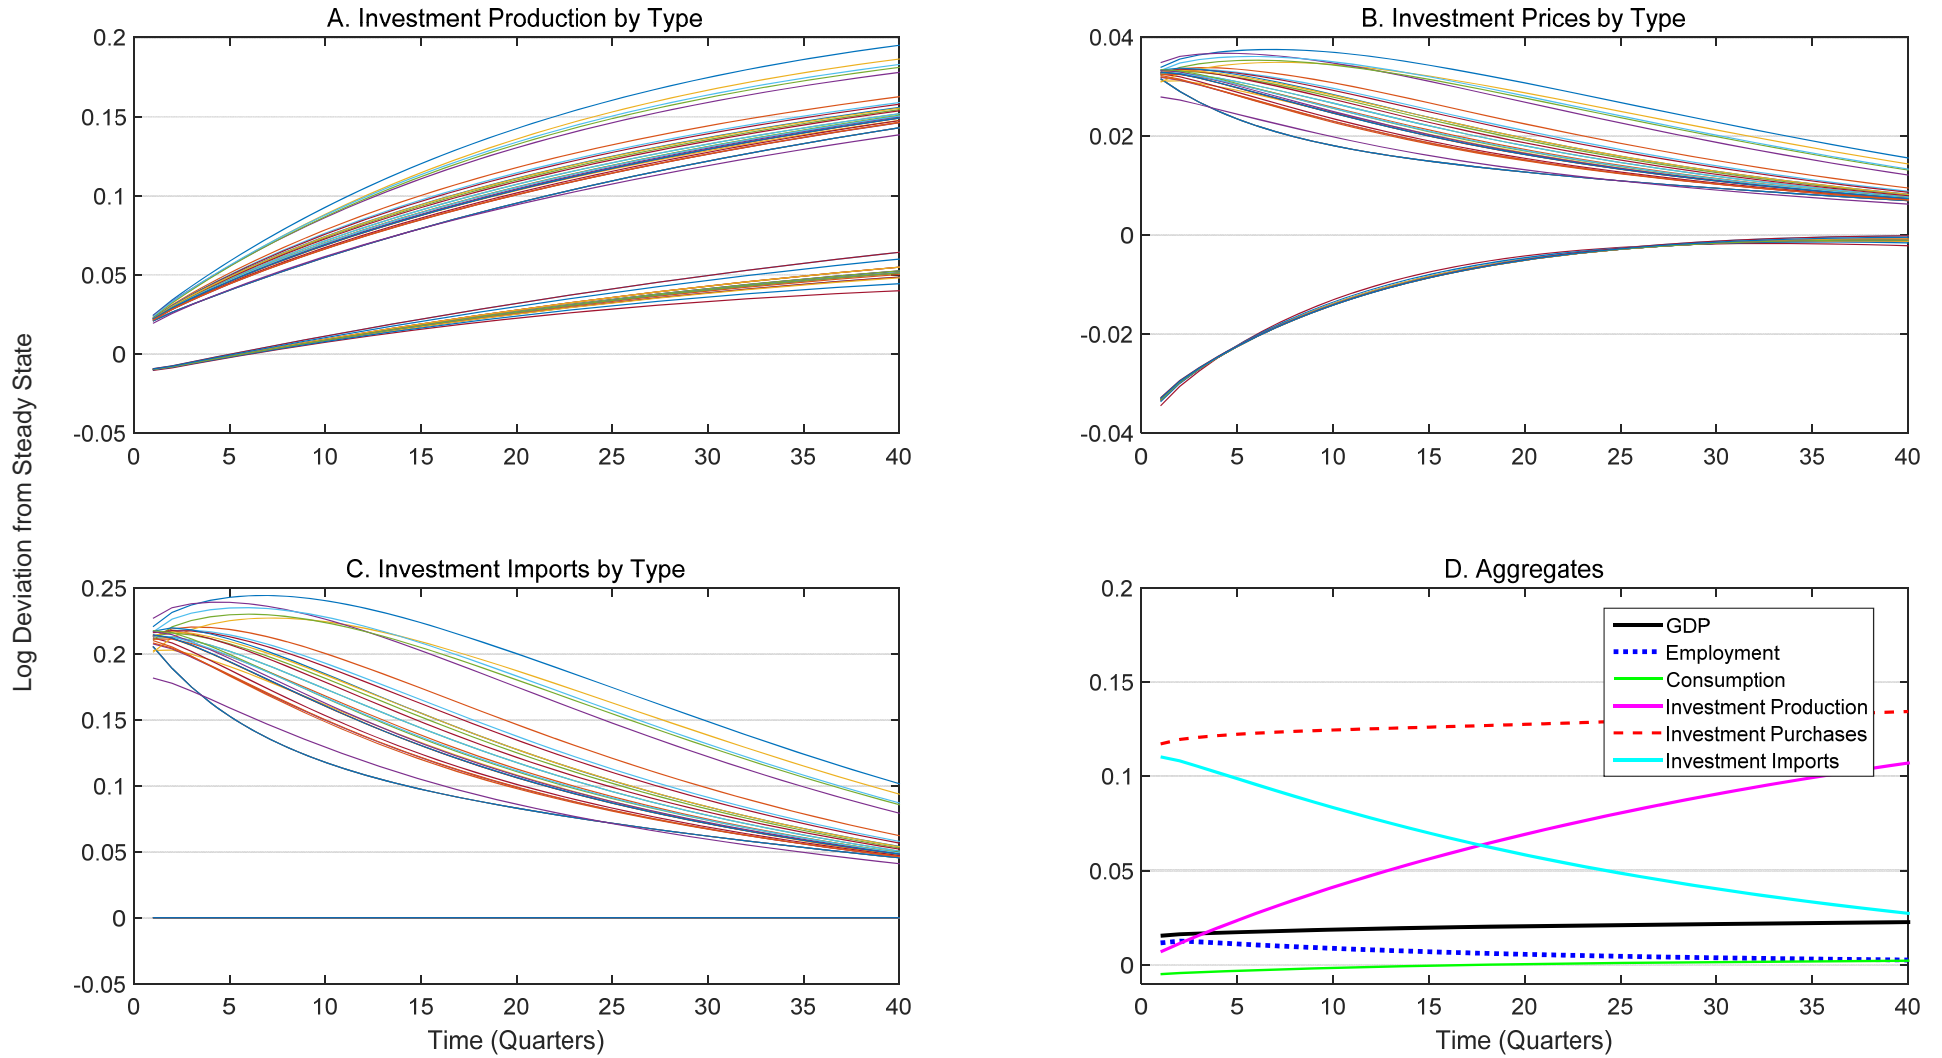 A. Investment Production by Type
0.2
0.15
0.1
0.05
0
-0.05
0 5 10 15 20 25 30 35 40
B. Investment Prices by Type
0.04
0.02
0
-0.02
-0.04
0 5 10 15 20 25 30 35 40
Log Deviation from Steady State
C. Investment Imports by Type
0.25
0.2
0.15
0.1
0.05
0
-0.05
0 5 10 15 20 25 30 35 40
Time (Quarters)
D. Aggregates
0.2
0.15
0.1
0.05
0
GDP
Employment
Consumption
Investment Production
Investment Purchases
Investment Imports
0 5 10 15 20 25 30 35 40
Time (Quarters)